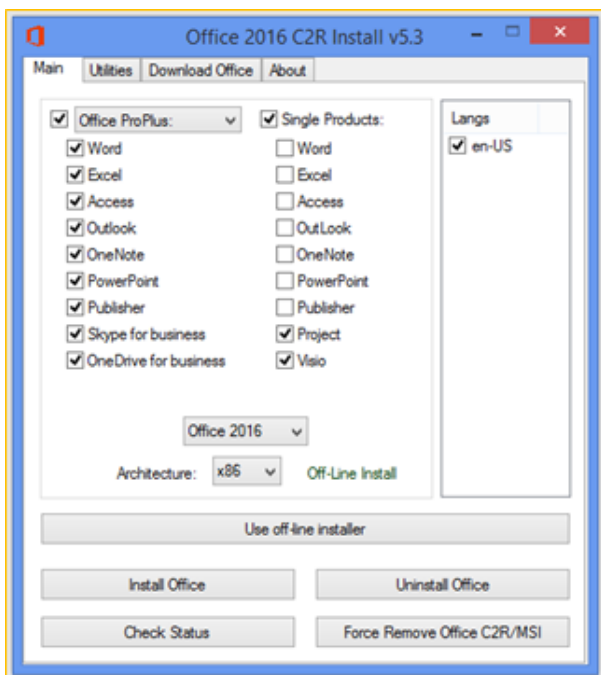 Office 2016 C2R Install v5.3
Main Utilities Download Office About
Office ProPlus: Single Products: Langs
Word Word en-US
Excel Excel
Access Access
Outlook OutLook
OneNote OneNote
PowerPoint PowerPoint
Publisher Publisher
Skype for business Project
OneDrive for business Visio
Office 2016
Architecture: x86 Off-Line Install
Use off-line installer
Install Office Uninstall Office
Check Status Force Remove Office C2R/MSI